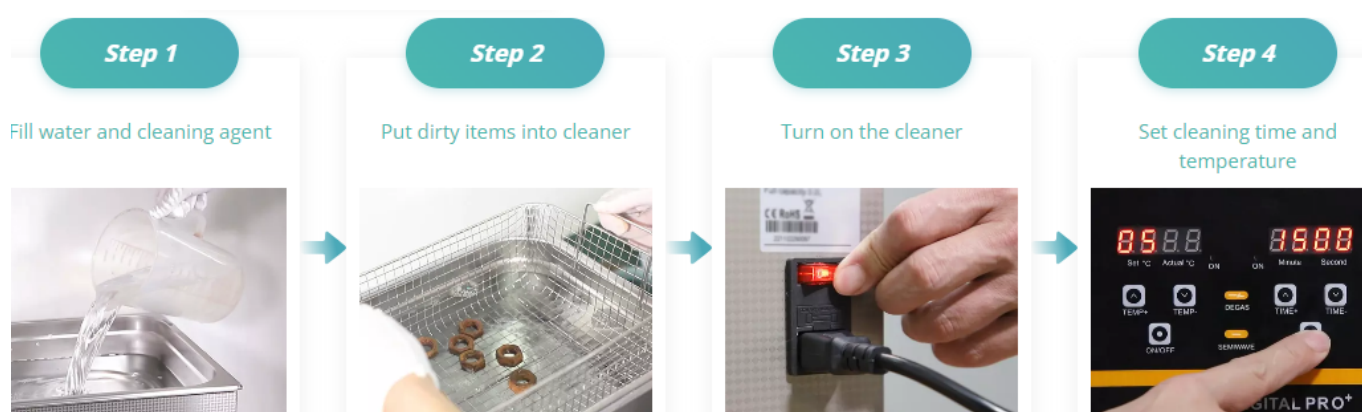 Step 1
Step 2
Step 3
Step 4
Fill water and cleaning agent
Put dirty items into cleaner
Turn on the cleaner
Set cleaning time and
temperature
CE RoHS
05
1500
Set °C Actual °C ON ON Minute Second
TEMP+ TEMP- DEGAS TIME+ TIME-
ON/OFF SEMIWAVE
GITAL PRO+